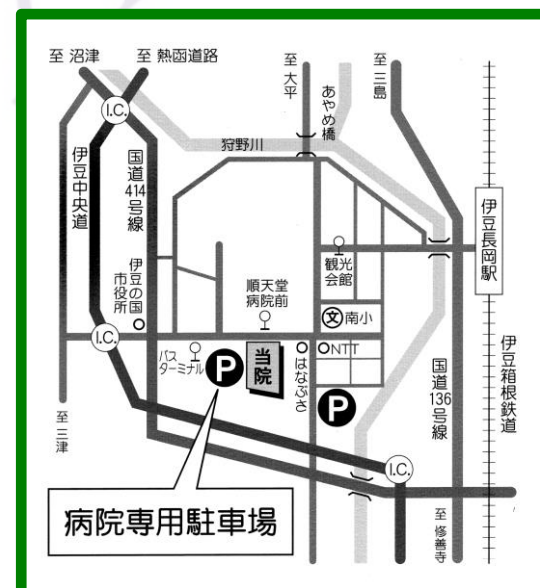 至 沼津
至 熱函道路
至 大平
あやめ橋
至 三島
I.C.
狩野川
伊豆中央道
国道414号線
伊豆長岡駅
観光会館
伊豆の国市役所
順天堂病院前
文 南小
I.C.
バスターミナル
P
当院
はなぶさ
NTT
P
国道136号線
伊豆箱根鉄道
至 三津
I.C.
病院専用駐車場
至 修善寺